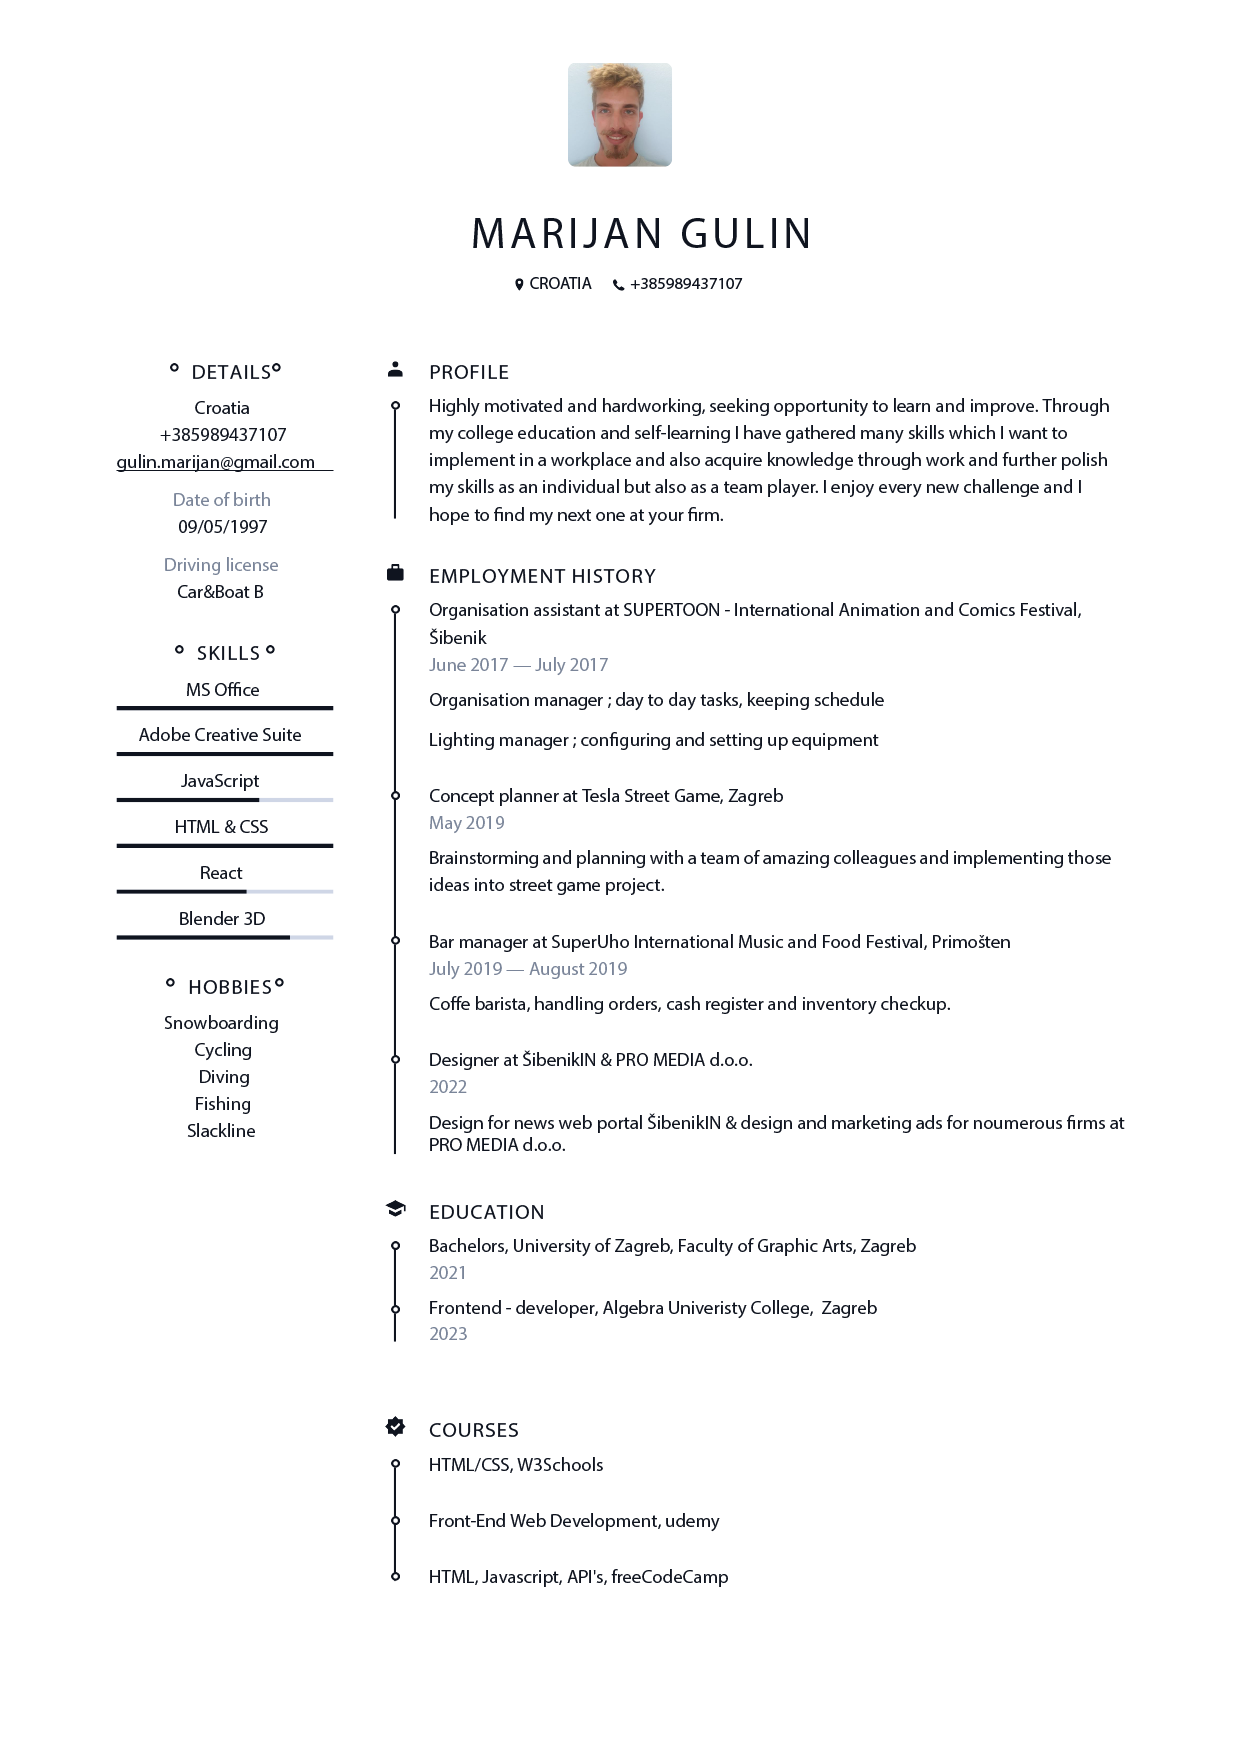 MARIJAN GULIN
CROATIA +385989437107
DETAILS
Croatia
+385989437107
gulin.marijan@gmail.com
Date of birth
09/05/1997
Driving license
Car&Boat B
SKILLS
MS Office
Adobe Creative Suite
JavaScript
HTML & CSS
React
Blender 3D
HOBBIES
Snowboarding
Cycling
Diving
Fishing
Slackline
PROFILE
Highly motivated and hardworking, seeking opportunity to learn and improve. Through
my college education and self-learning I have gathered many skills which I want to
implement in a workplace and also acquire knowledge through work and further polish
my skills as an individual but also as a team player. I enjoy every new challenge and I
hope to find my next one at your firm.
EMPLOYMENT HISTORY
Organisation assistant at SUPERTOON - International Animation and Comics Festival,
Šibenik
June 2017 — July 2017
Organisation manager ; day to day tasks, keeping schedule
Lighting manager ; configuring and setting up equipment
Concept planner at Tesla Street Game, Zagreb
May 2019
Brainstorming and planning with a team of amazing colleagues and implementing those
ideas into street game project.
Bar manager at SuperUho International Music and Food Festival, Primošten
July 2019 — August 2019
Coffe barista, handling orders, cash register and inventory checkup.
Designer at ŠibenikIN & PRO MEDIA d.o.o.
2022
Design for news web portal ŠibenikIN & design and marketing ads for noumerous firms at
PRO MEDIA d.o.o.
EDUCATION
Bachelors, University of Zagreb, Faculty of Graphic Arts, Zagreb
2021
Frontend - developer, Algebra Univeristy College, Zagreb
2023
COURSES
HTML/CSS, W3Schools
Front-End Web Development, udemy
HTML, Javascript, API's, freeCodeCamp